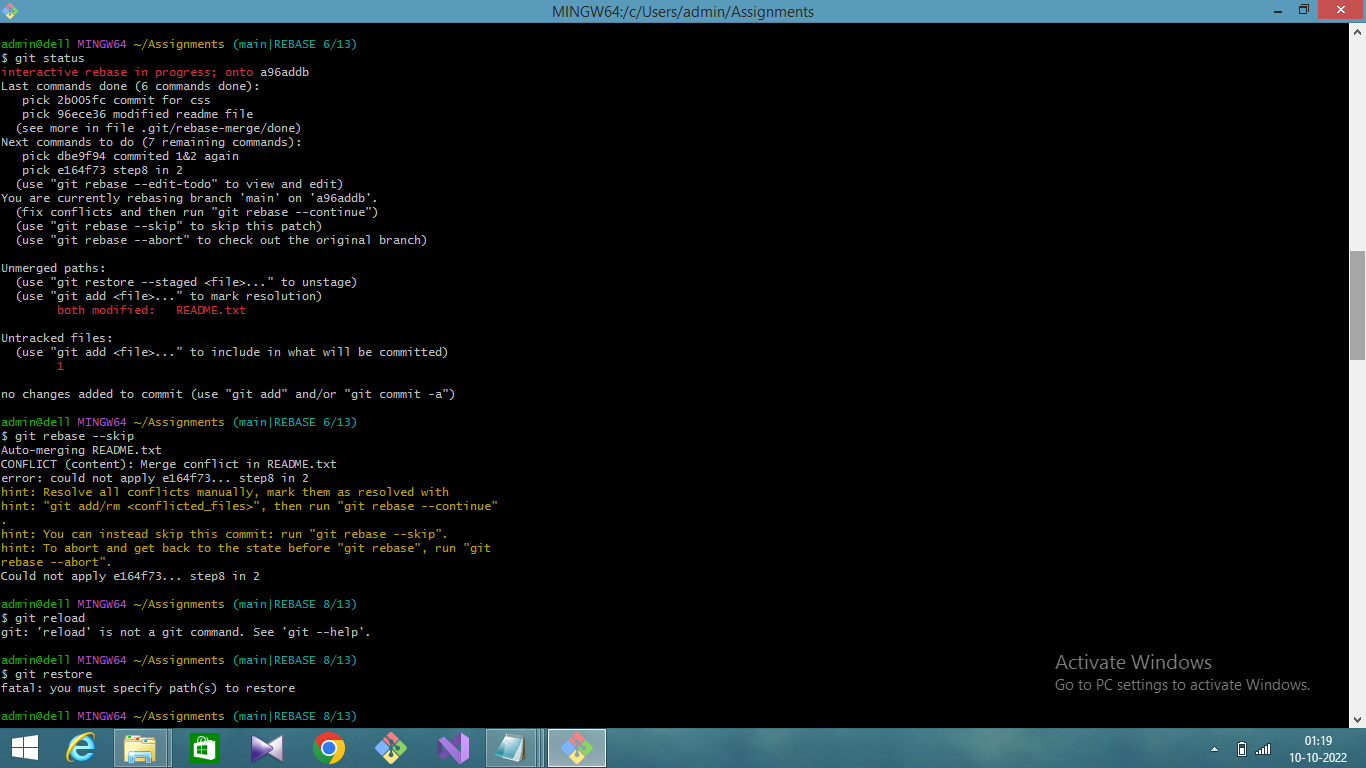 MINGW64:/c/Users/admin/Assignments
admin@dell MINGW64 ~/Assignments (main|REBASE 6/13)
$ git status
interactive rebase in progress; onto a96addb
Last commands done (6 commands done):
   pick 2b005fc commit for css
   pick 96ece36 modified readme file
  (see more in file .git/rebase-merge/done)
Next commands to do (7 remaining commands):
   pick dbe9f94 commited 1&2 again
   pick e164f73 step8 in 2
  (use "git rebase --edit-todo" to view and edit)
You are currently rebasing branch 'main' on 'a96addb'.
  (fix conflicts and then run "git rebase --continue")
  (use "git rebase --skip" to skip this patch)
  (use "git rebase --abort" to check out the original branch)
Unmerged paths:
  (use "git restore --staged <file>..." to unstage)
  (use "git add <file>..." to mark resolution)
        both modified:   README.txt
Untracked files:
  (use "git add <file>..." to include in what will be committed)
        1
no changes added to commit (use "git add" and/or "git commit -a")
admin@dell MINGW64 ~/Assignments (main|REBASE 6/13)
$ git rebase --skip
Auto-merging README.txt
CONFLICT (content): Merge conflict in README.txt
error: could not apply e164f73... step8 in 2
hint: Resolve all conflicts manually, mark them as resolved with
hint: "git add/rm <conflicted_files>", then run "git rebase --continue"
.
hint: You can instead skip this commit: run "git rebase --skip".
hint: To abort and get back to the state before "git rebase", run "git
rebase --abort".
Could not apply e164f73... step8 in 2
admin@dell MINGW64 ~/Assignments (main|REBASE 8/13)
$ git reload
git: 'reload' is not a git command. See 'git --help'.
admin@dell MINGW64 ~/Assignments (main|REBASE 8/13)
$ git restore
fatal: you must specify path(s) to restore
admin@dell MINGW64 ~/Assignments (main|REBASE 8/13)
Activate Windows
Go to PC settings to activate Windows.
01:19
10-10-2022